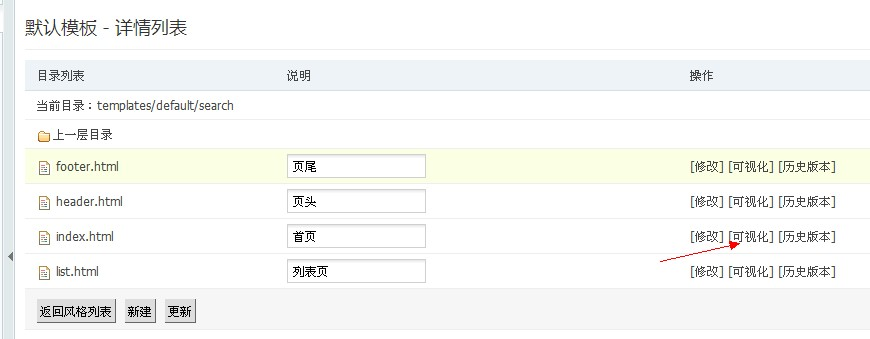 默认模板 - 详情列表
目录列表 说明 操作
当前目录：templates/default/search
上一层目录
footer.html 页尾 [修改] [可视化] [历史版本]
header.html 页头 [修改] [可视化] [历史版本]
index.html 首页 [修改] [可视化] [历史版本]
list.html 列表页 [修改] [可视化] [历史版本]
返回风格列表 新建 更新